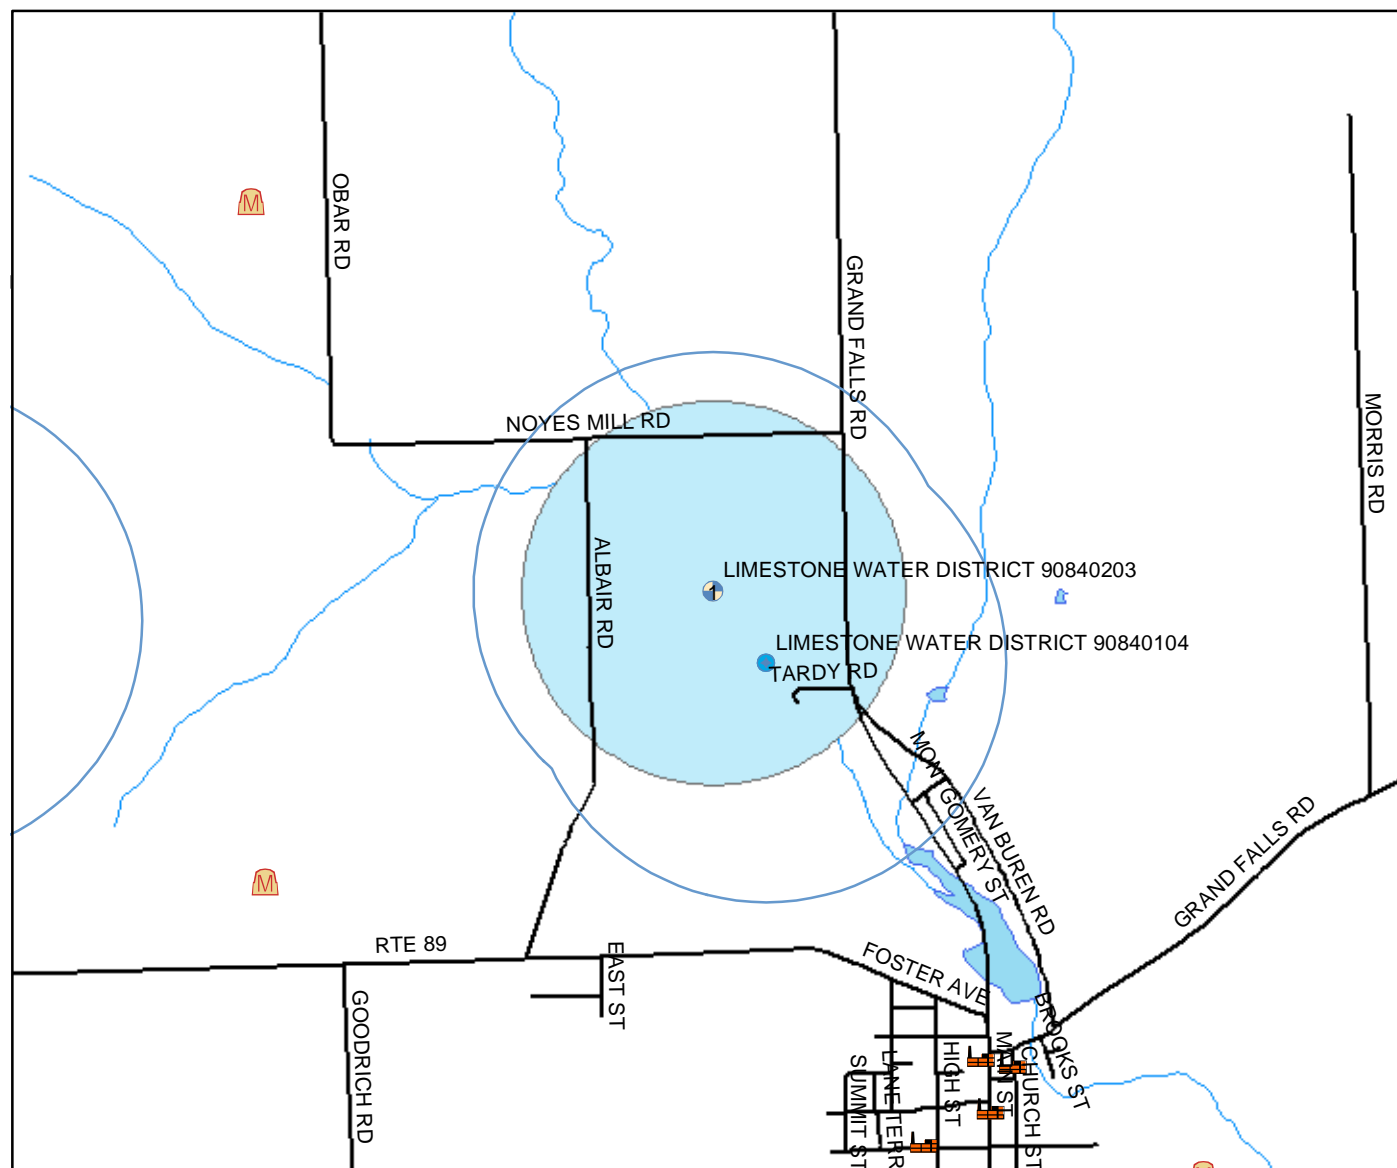 M
OBAR RD
GRAND FALLS RD
NOYES MILL RD
MORRIS RD
ALBAIR RD
LIMESTONE WATER DISTRICT 90840203
1
LIMESTONE WATER DISTRICT 90840104
TARDY RD
MONTGOMERY ST
VAN BUREN RD
GRAND FALLS RD
M
RTE 89
EAST ST
FOSTER AVE
GOODRICH RD
BROOKS ST
MAIN ST
CHURCH ST
HIGH ST
LANE TERR
SUMMIT ST